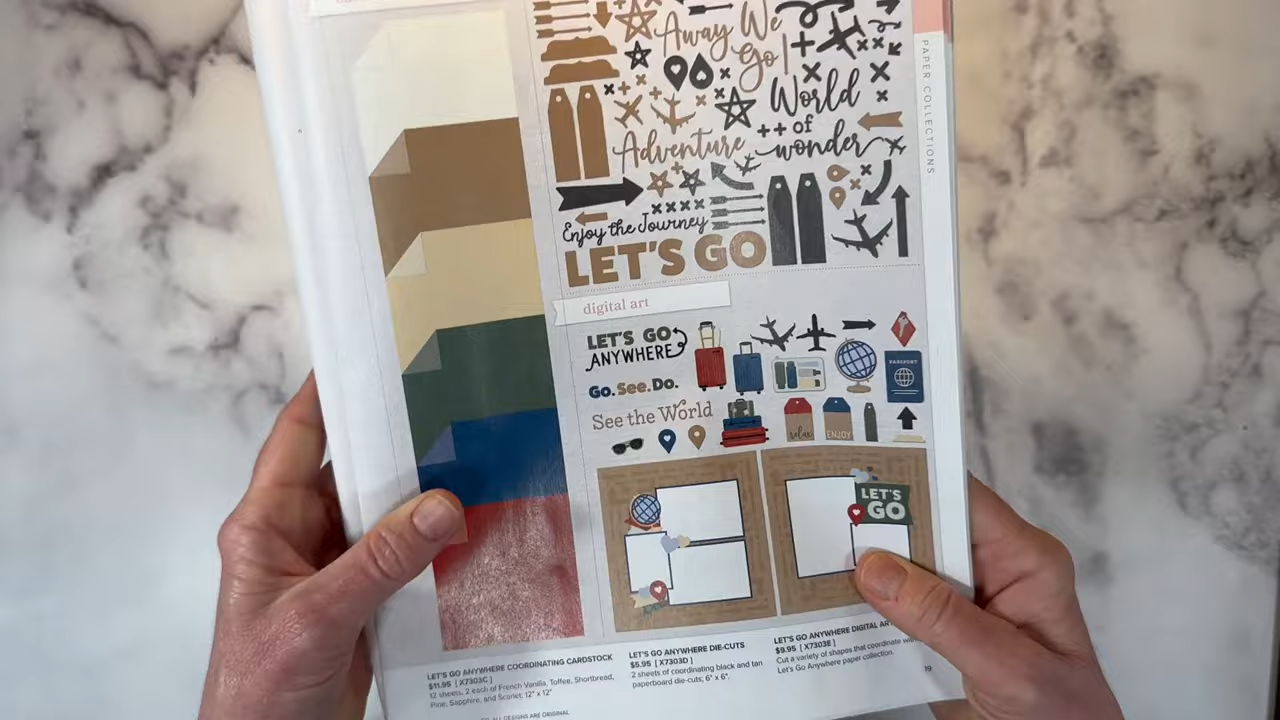 Away We
Go!
World
of
wonder
Adventure
Enjoy the Journey
LET'S GO
PAPER COLLECTIONS
digital art
LET'S GO
ANYWHERE
PASSPORT
Go.See.Do.
See the World
relax
ENJOY
LET'S
GO
LET'S GO ANYWHERE COORDINATING CARDSTOCK
$11.95 [ X7303C ]
12 sheets, 2 each of French Vanilla, Toffee, Shortbread,
Pine, Sapphire, and Scarlet, 12" x 12"
LET'S GO ANYWHERE DIE-CUTS
$5.95 [ X7303D ]
2 sheets of coordinating black and tan
paperboard die-cuts; 6" x 6".
LET'S GO ANYWHERE DIGITAL
$9.95 [ X7303E ]
Cut a variety of shapes that coordinate
Let's Go Anywhere paper collection.
19
ALL DESIGNS ARE ORIGINAL